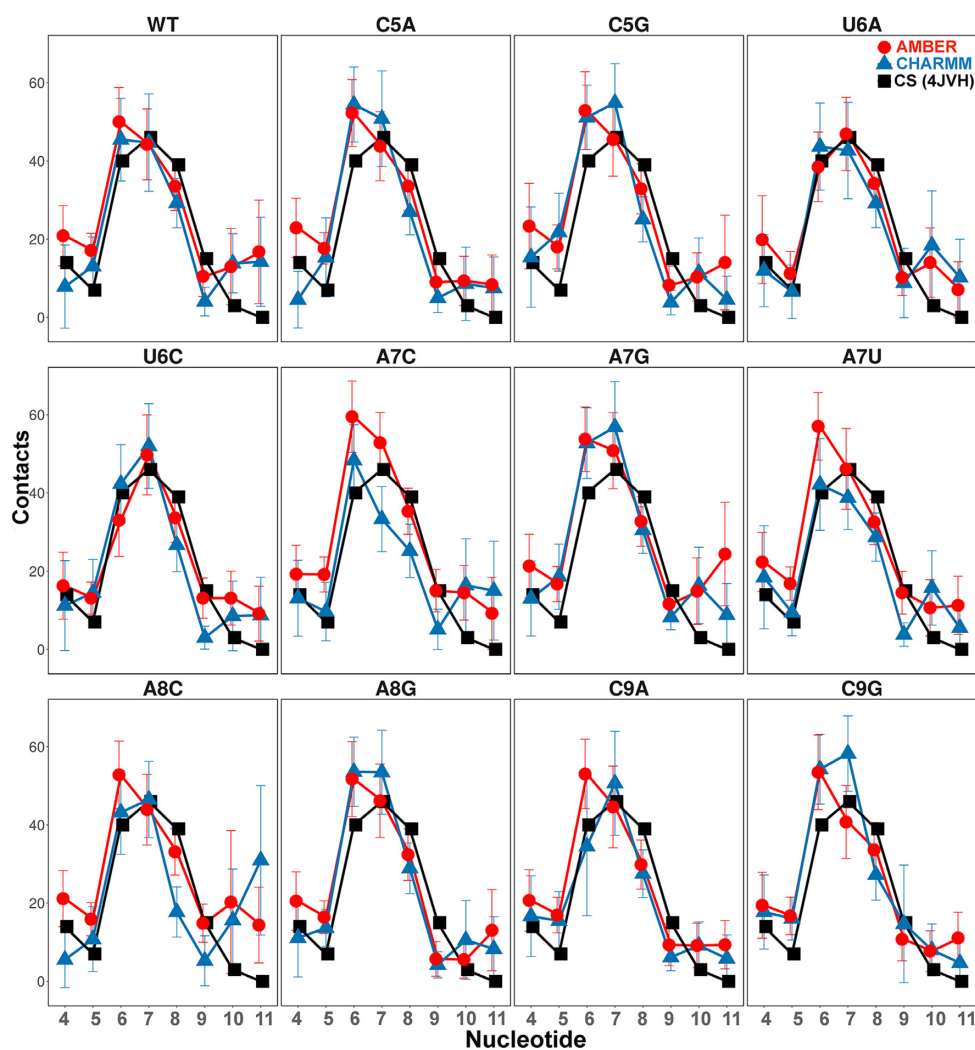 WT C5A C5G U6A
AMBER
CHARMM
CS (4JVH)
60
40
20
0
U6C A7C A7G A7U
60
40
20
0
Contacts
A8C A8G C9A C9G
60
40
20
0
4 5 6 7 8 9 10 11 4 5 6 7 8 9 10 11 4 5 6 7 8 9 10 11 4 5 6 7 8 9 10 11
Nucleotide